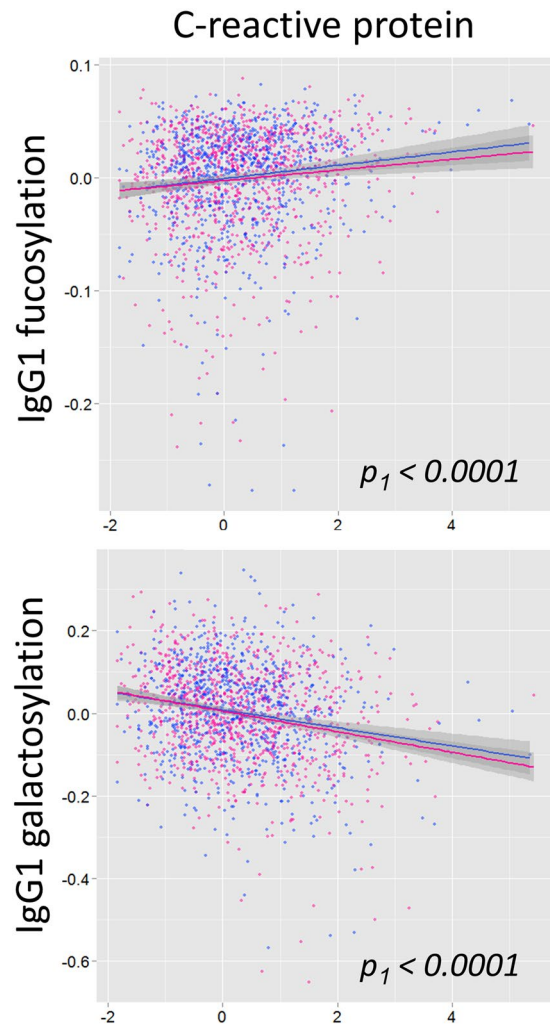 C-reactive protein
IgG1 fucosylation
0.1
0.0
-0.1
-0.2
p1 < 0.0001
-2 0 2 4
IgG1 galactosylation
0.2
0.0
-0.2
-0.4
-0.6
p1 < 0.0001
-2 0 2 4